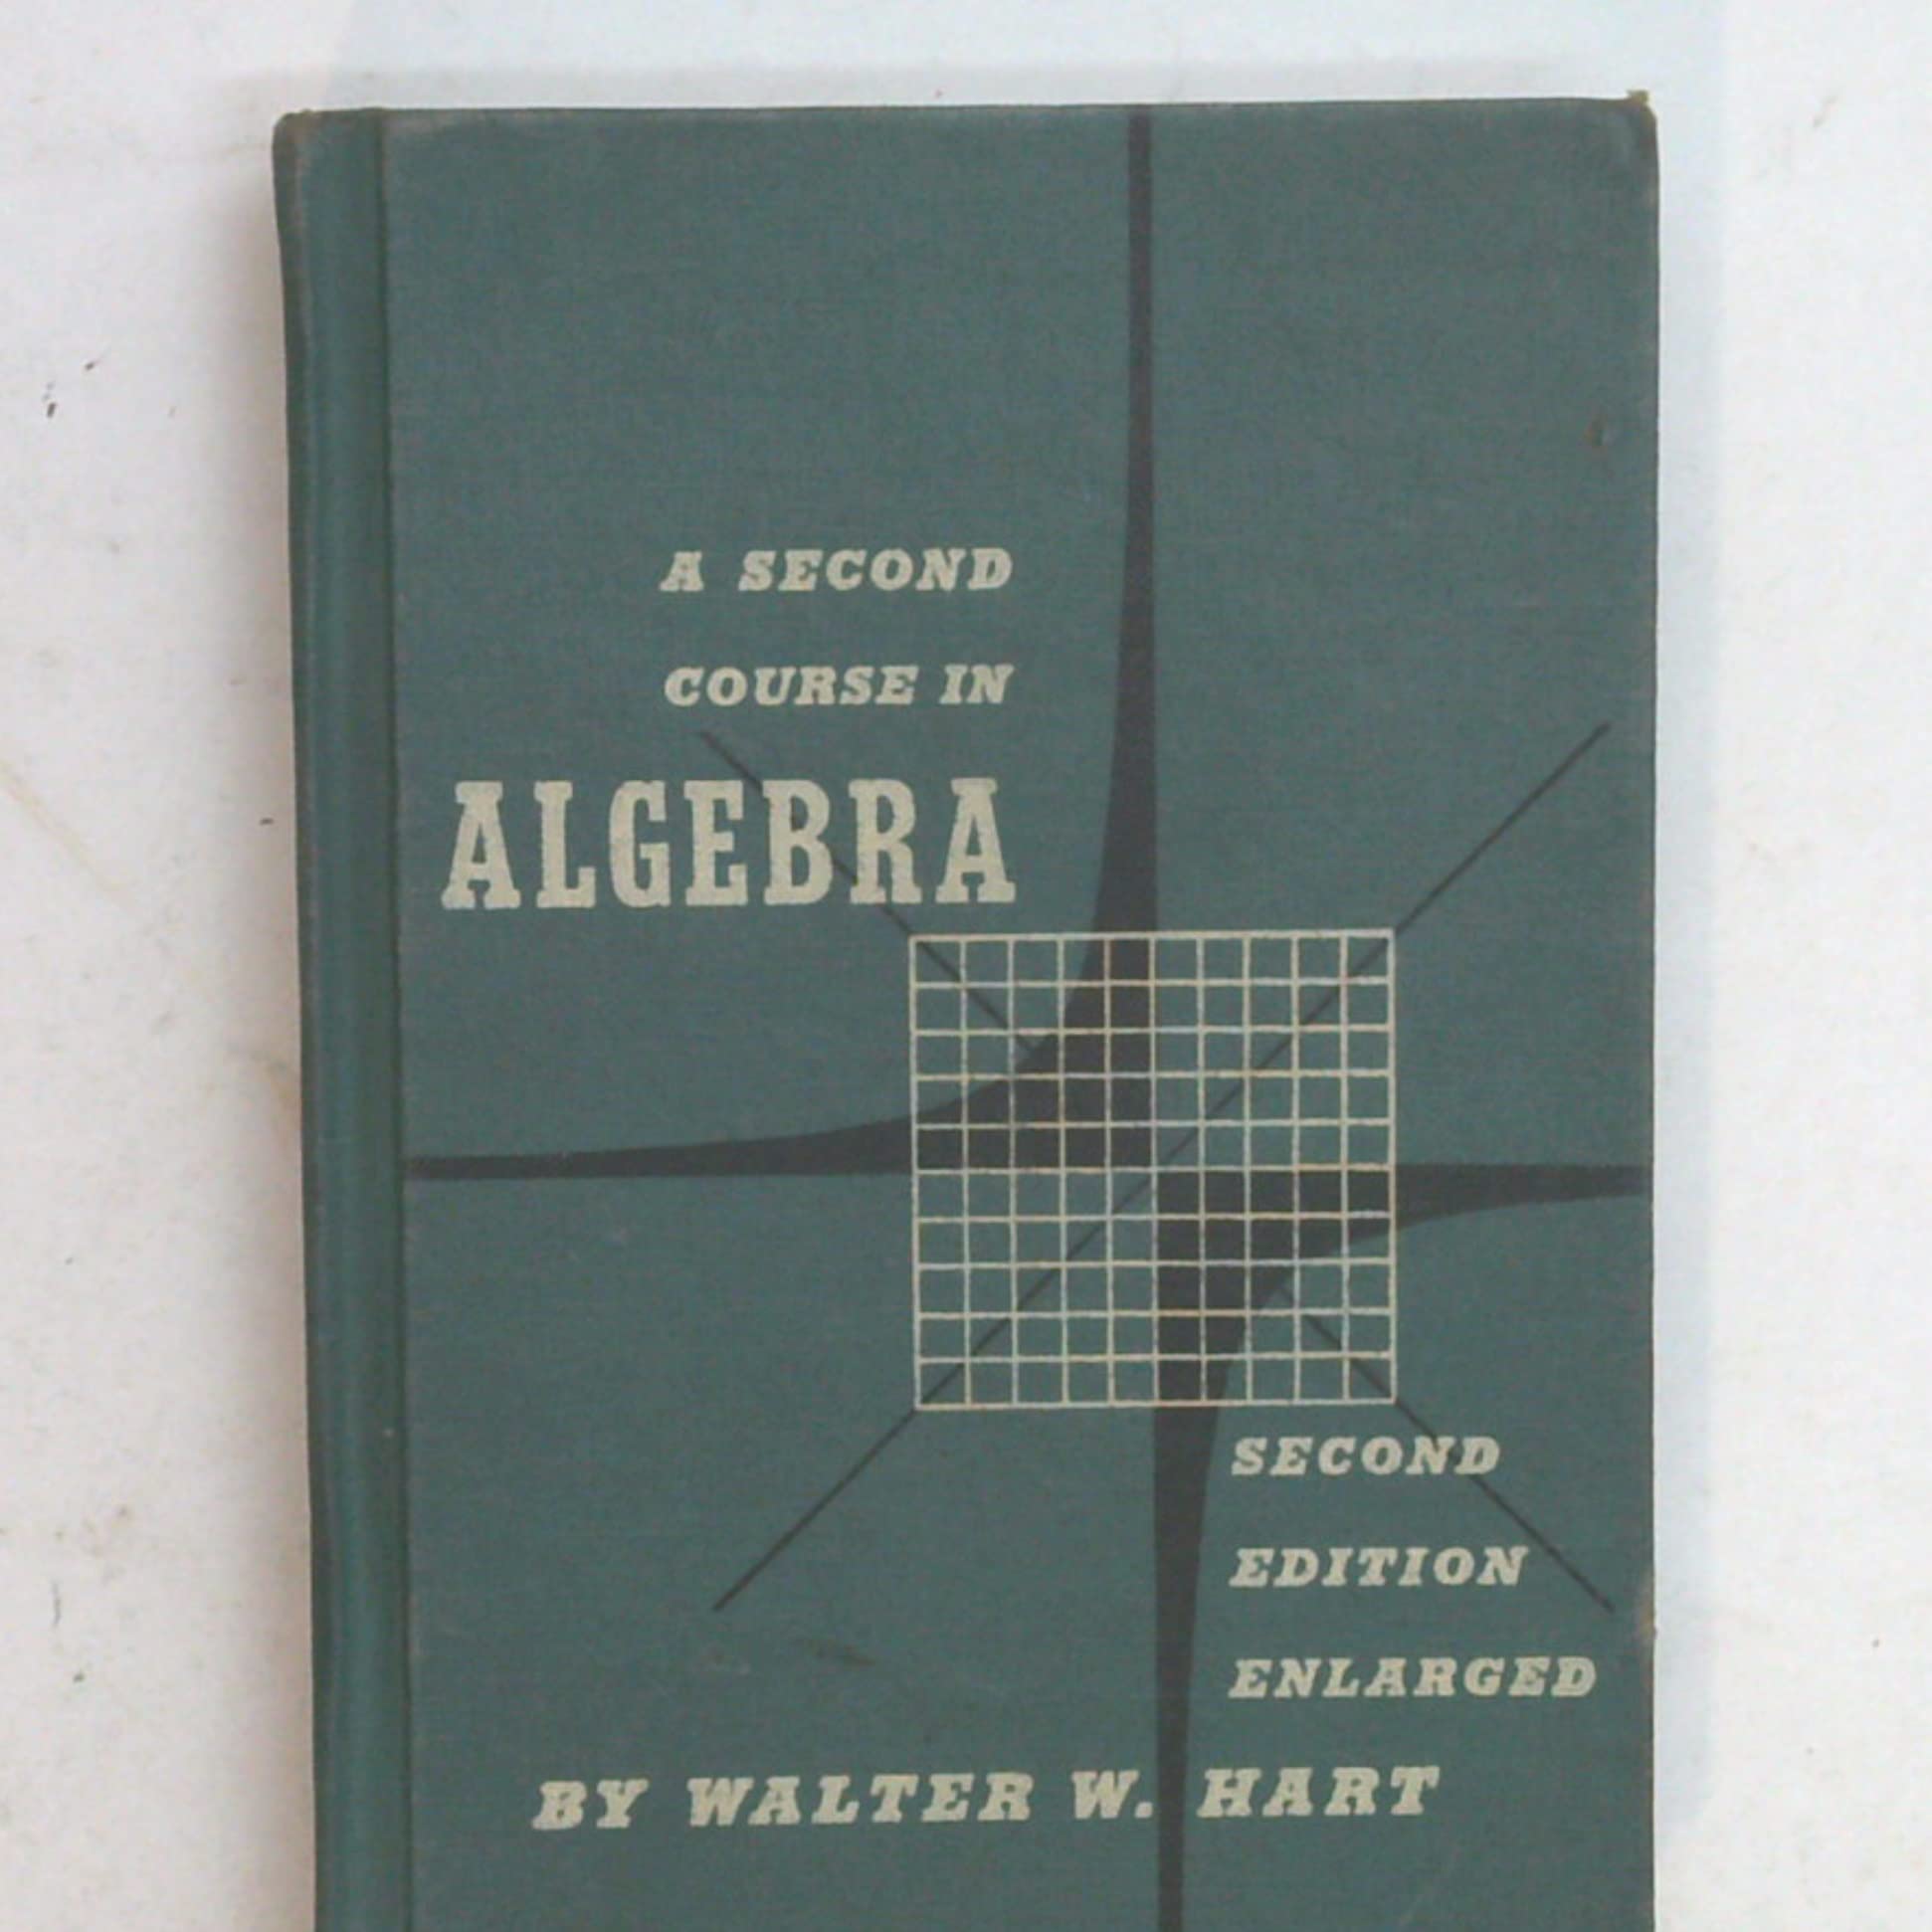 A SECOND
COURSE IN
ALGEBRA
SECOND
EDITION
ENLARGED
BY WALTER W. HART